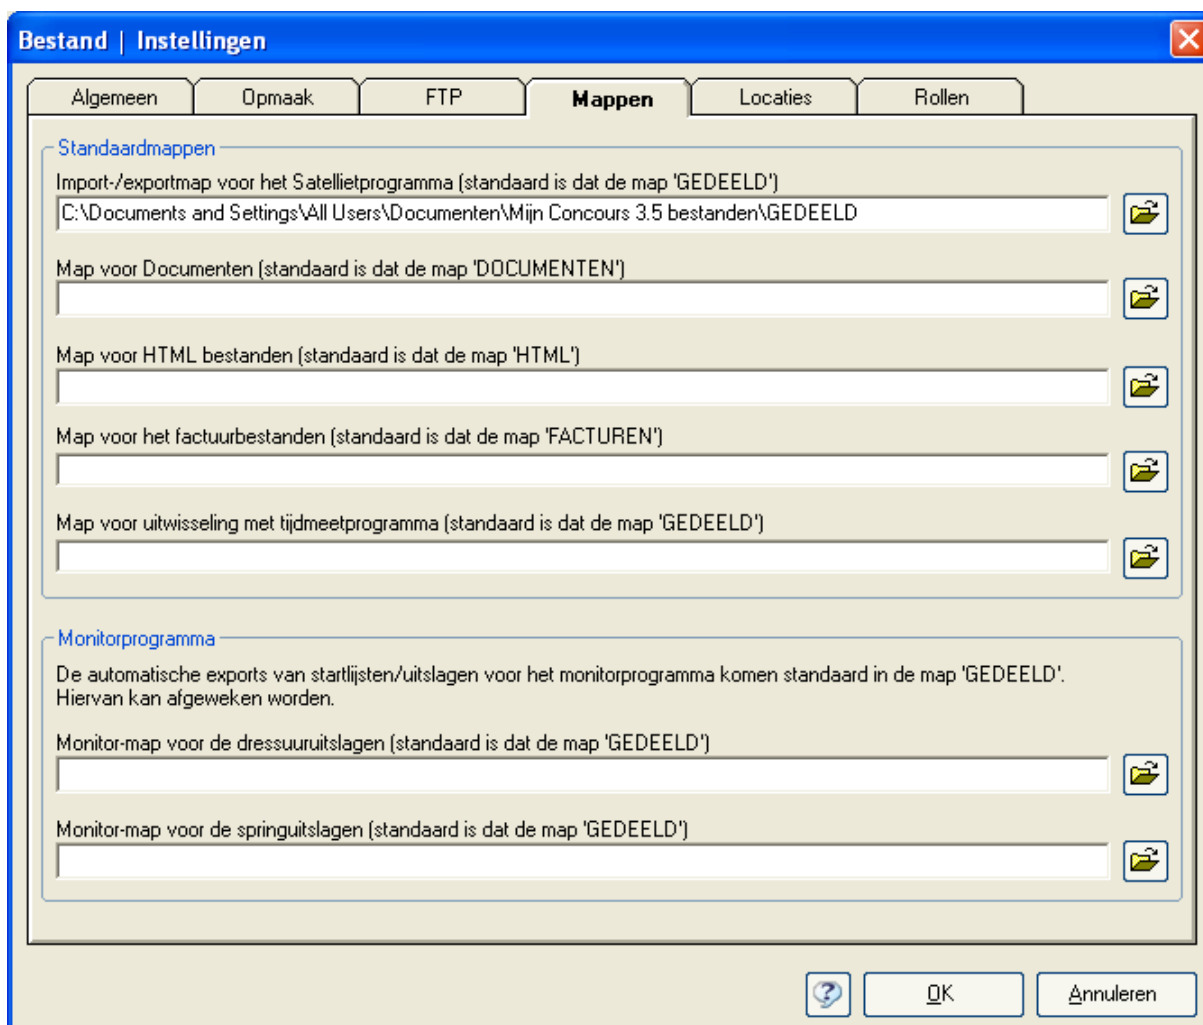 Bestand | Instellingen
Algemeen Opmaak FTP Mappen Locaties Rollen
Standaardmappen
Import-/exportmap voor het Satellietprogramma (standaard is dat de map 'GEDEELD')
C:\Documents and Settings\All Users\Documenten\Mijn Concours 3.5 bestanden\GEDEELD
Map voor Documenten (standaard is dat de map 'DOCUMENTEN')
Map voor HTML bestanden (standaard is dat de map 'HTML')
Map voor het factuurbestanden (standaard is dat de map 'FACTUREN')
Map voor uitwisseling met tijdmeetprogramma (standaard is dat de map 'GEDEELD')
Monitorprogramma
De automatische exports van startlijsten/uitslagen voor het monitorprogramma komen standaard in de map 'GEDEELD'.
Hiervan kan afgeweken worden.
Monitor-map voor de dressuuruitslagen (standaard is dat de map 'GEDEELD')
Monitor-map voor de springuitslagen (standaard is dat de map 'GEDEELD')
OK Annuleren